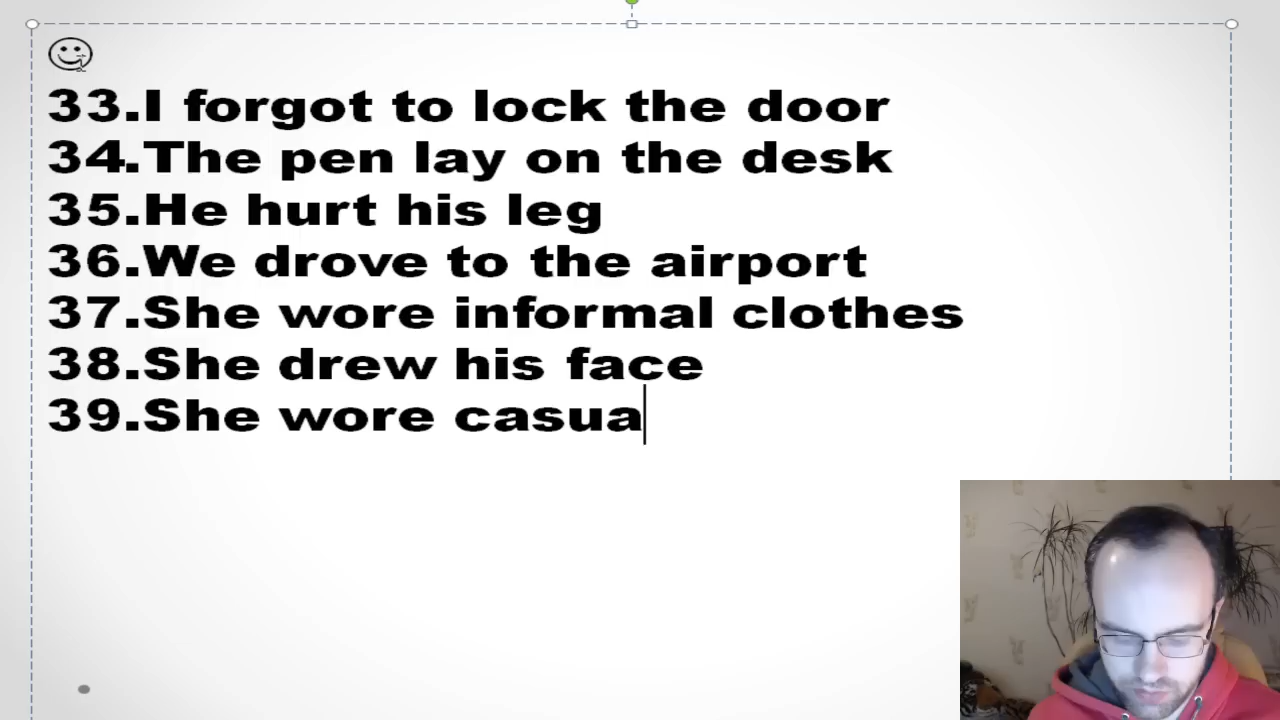 33.I forgot to lock the door
34.The pen lay on the desk
35.He hurt his leg
36.We drove to the airport
37.She wore informal clothes
38.She drew his face
39.She wore casua